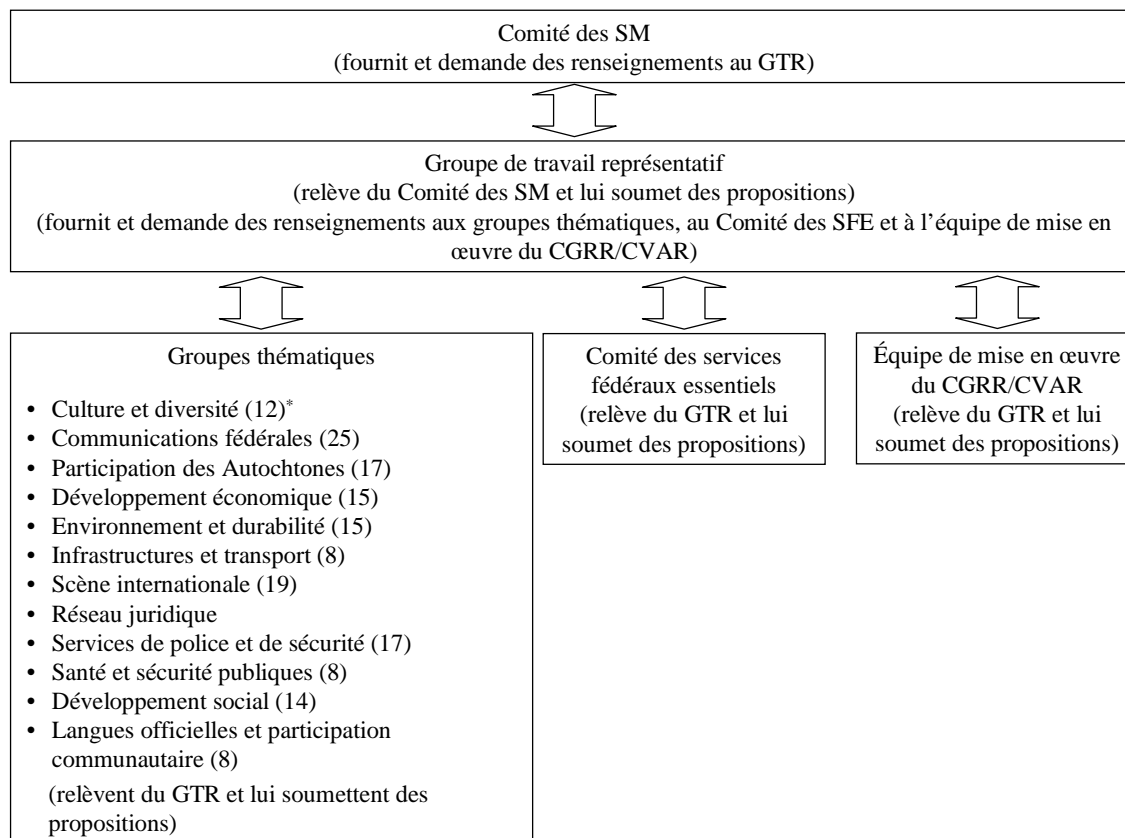 Comité des SM
(fournit et demande des renseignements au GTR)
Groupe de travail représentatif
(relève du Comité des SM et lui soumet des propositions)
(fournit et demande des renseignements aux groupes thématiques, au Comité des SFE et à l'équipe de mise en
œuvre du CGRR/CVAR)
Groupes thématiques
• Culture et diversité (12)*
• Communications fédérales (25)
• Participation des Autochtones (17)
• Développement économique (15)
• Environnement et durabilité (15)
• Infrastructures et transport (8)
• Scène internationale (19)
• Réseau juridique
• Services de police et de sécurité (17)
• Santé et sécurité publiques (8)
• Développement social (14)
• Langues officielles et participation
communautaire (8)
(relèvent du GTR et lui soumettent des
propositions)
Comité des services
fédéraux essentiels
(relève du GTR et lui
soumet des propositions)
Équipe de mise en œuvre
du CGRR/CVAR
(relève du GTR et lui
soumet des propositions)